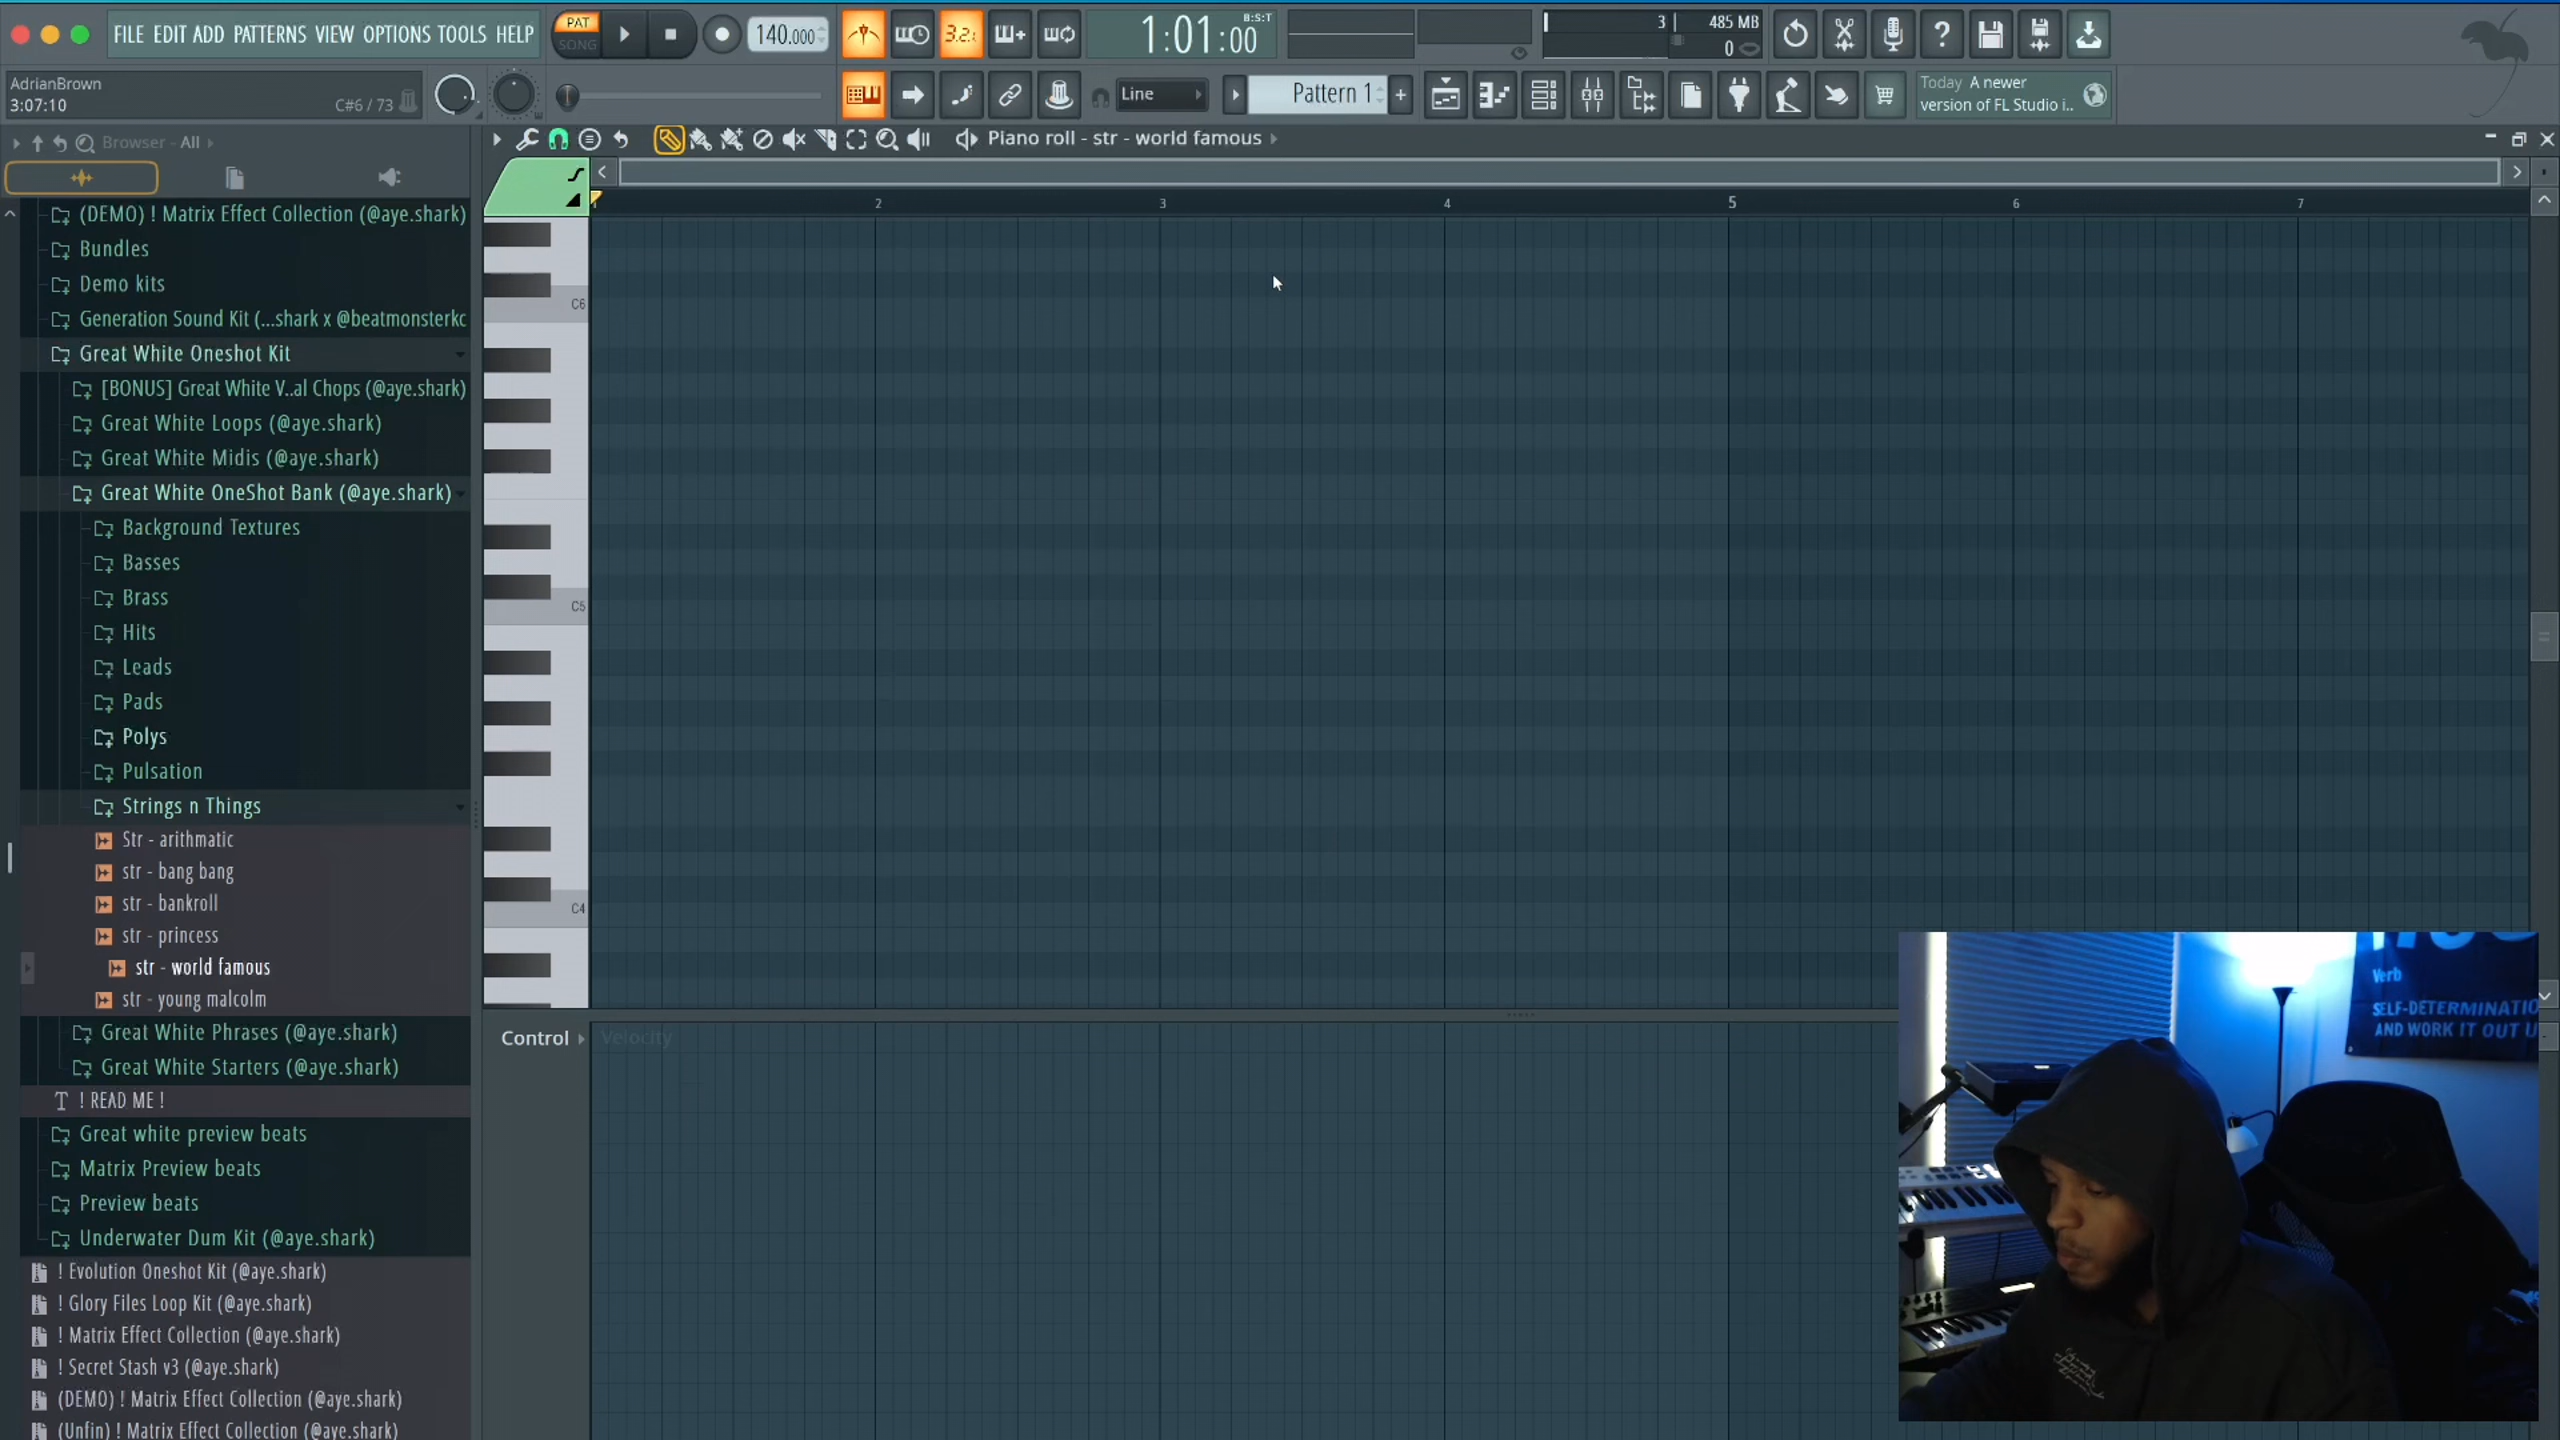 FILE EDIT ADD PATTERNS VIEW OPTIONS TOOLS HELP
PAT
SONG
140.000
3.2.
1:01:00
B:S:T
3
485 MB
0
AdrianBrown
3:07:10
C#6 / 73
Line
Pattern 1
+
Today A newer
version of FL Studio i..
Browser - All
Piano roll - str - world famous
2 3 4 5 6 7
(DEMO) ! Matrix Effect Collection (@aye.shark)
Bundles
Demo kits
Generation Sound Kit (...shark x @beatmonsterkc
Great White Oneshot Kit
[BONUS] Great White V..al Chops (@aye.shark)
Great White Loops (@aye.shark)
Great White Midis (@aye.shark)
Great White OneShot Bank (@aye.shark)
Background Textures
Basses
Brass
Hits
Leads
Pads
Polys
Pulsation
Strings n Things
Str - arithmatic
str - bang bang
str - bankroll
str - princess
str - world famous
str - young malcolm
Great White Phrases (@aye.shark)
Great White Starters (@aye.shark)
! READ ME !
Great white preview beats
Matrix Preview beats
Preview beats
Underwater Dum Kit (@aye.shark)
! Evolution Oneshot Kit (@aye.shark)
! Glory Files Loop Kit (@aye.shark)
! Matrix Effect Collection (@aye.shark)
! Secret Stash v3 (@aye.shark)
(DEMO) ! Matrix Effect Collection (@aye.shark)
(Unfin) ! Matrix Effect Collection (@aye.shark)
C6
C5
C4
Control
Velocity
Verb
SELF-DETERMINATIO
AND WORK IT OUT U